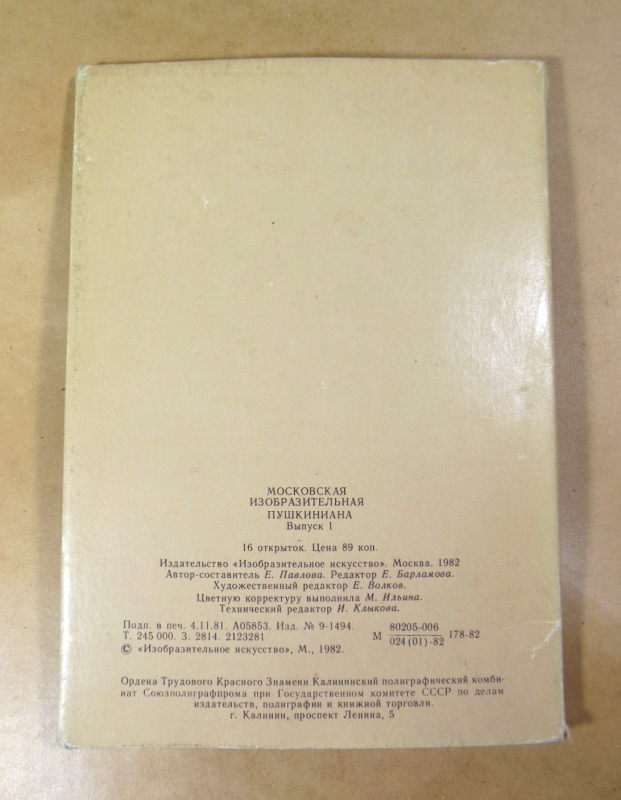 МОСКОВСКАЯ
ИЗОБРАЗИТЕЛЬНАЯ
ПУШКИНИАНА
Выпуск 1
16 открыток. Цена 89 коп.
Издательство «Изобразительное искусство». Москва. 1982
Автор-составитель Е. Павлова. Редактор Е. Барламова.
Художественный редактор Е. Волков.
Цветную корректуру выполнила М. Ильина.
Технический редактор И. Клыкова.
Подп. в печ. 4.11.81. А05853. Изд. № 9-1494.
Т. 245 000. З. 2814. 2123281
М 80205-006 178-82
024(01)-82
© «Изобразительное искусство», М., 1982.
Ордена Трудового Красного Знамени Калининский полиграфический комби-
нат Союзполиграфпрома при Государственном комитете СССР по делам
издательств, полиграфии и книжной торговли.
г. Калинин, проспект Ленина, 5